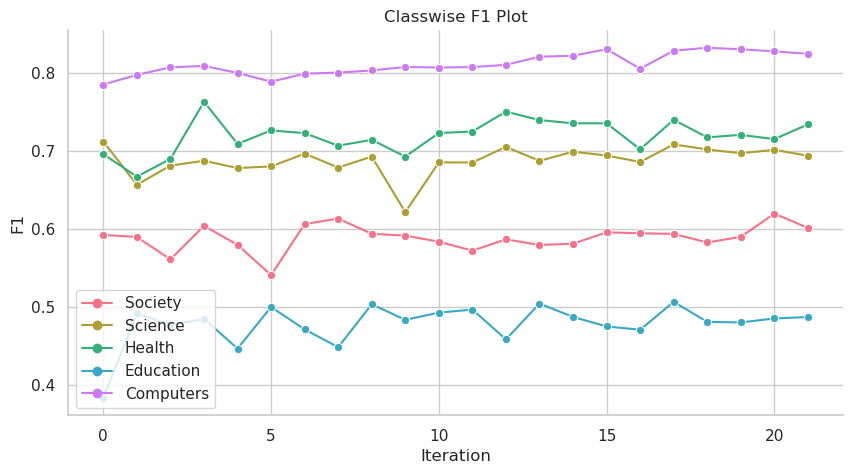 Classwise F1 Plot
F1
0.8
0.7
0.6
0.5
0.4
Society
Science
Health
Education
Computers
0 5 10 15 20
Iteration